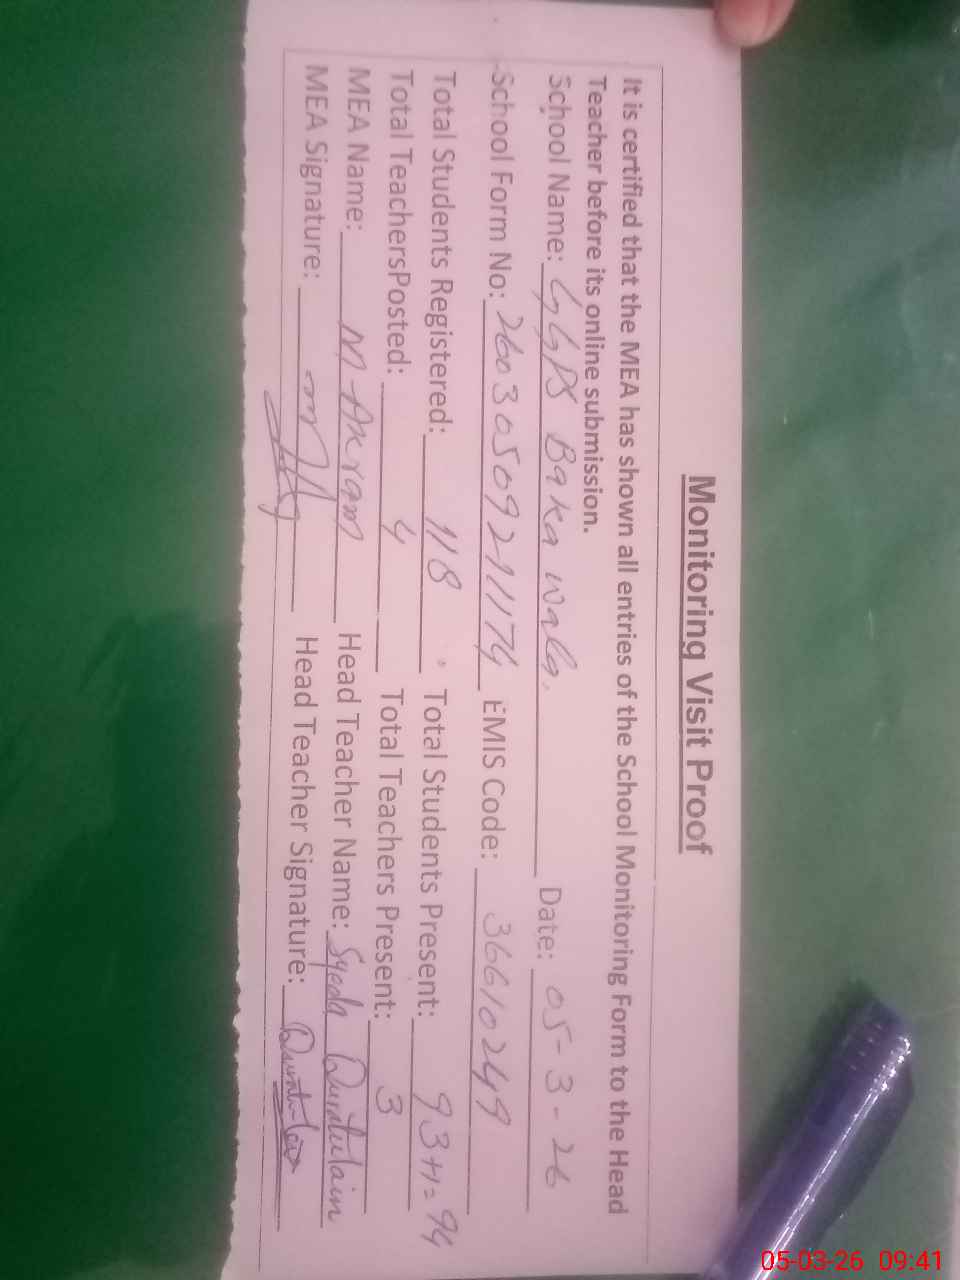 Monitoring Visit Proof
It is certified that the MEA has shown all entries of the School Monitoring Form to the Head
Teacher before its online submission.
School Name: GGPS Baka wala. Date: 05-3-26
School Form No: 26030509211174 EMIS Code: 36610249
Total Students Registered: 118 Total Students Present: 93+1=94
Total TeachersPosted: 4 Total Teachers Present: 3
MEA Name: M Akram Head Teacher Name: Syeda Quratulain
MEA Signature: Head Teacher Signature: Quratulain
05-03-26 09:41